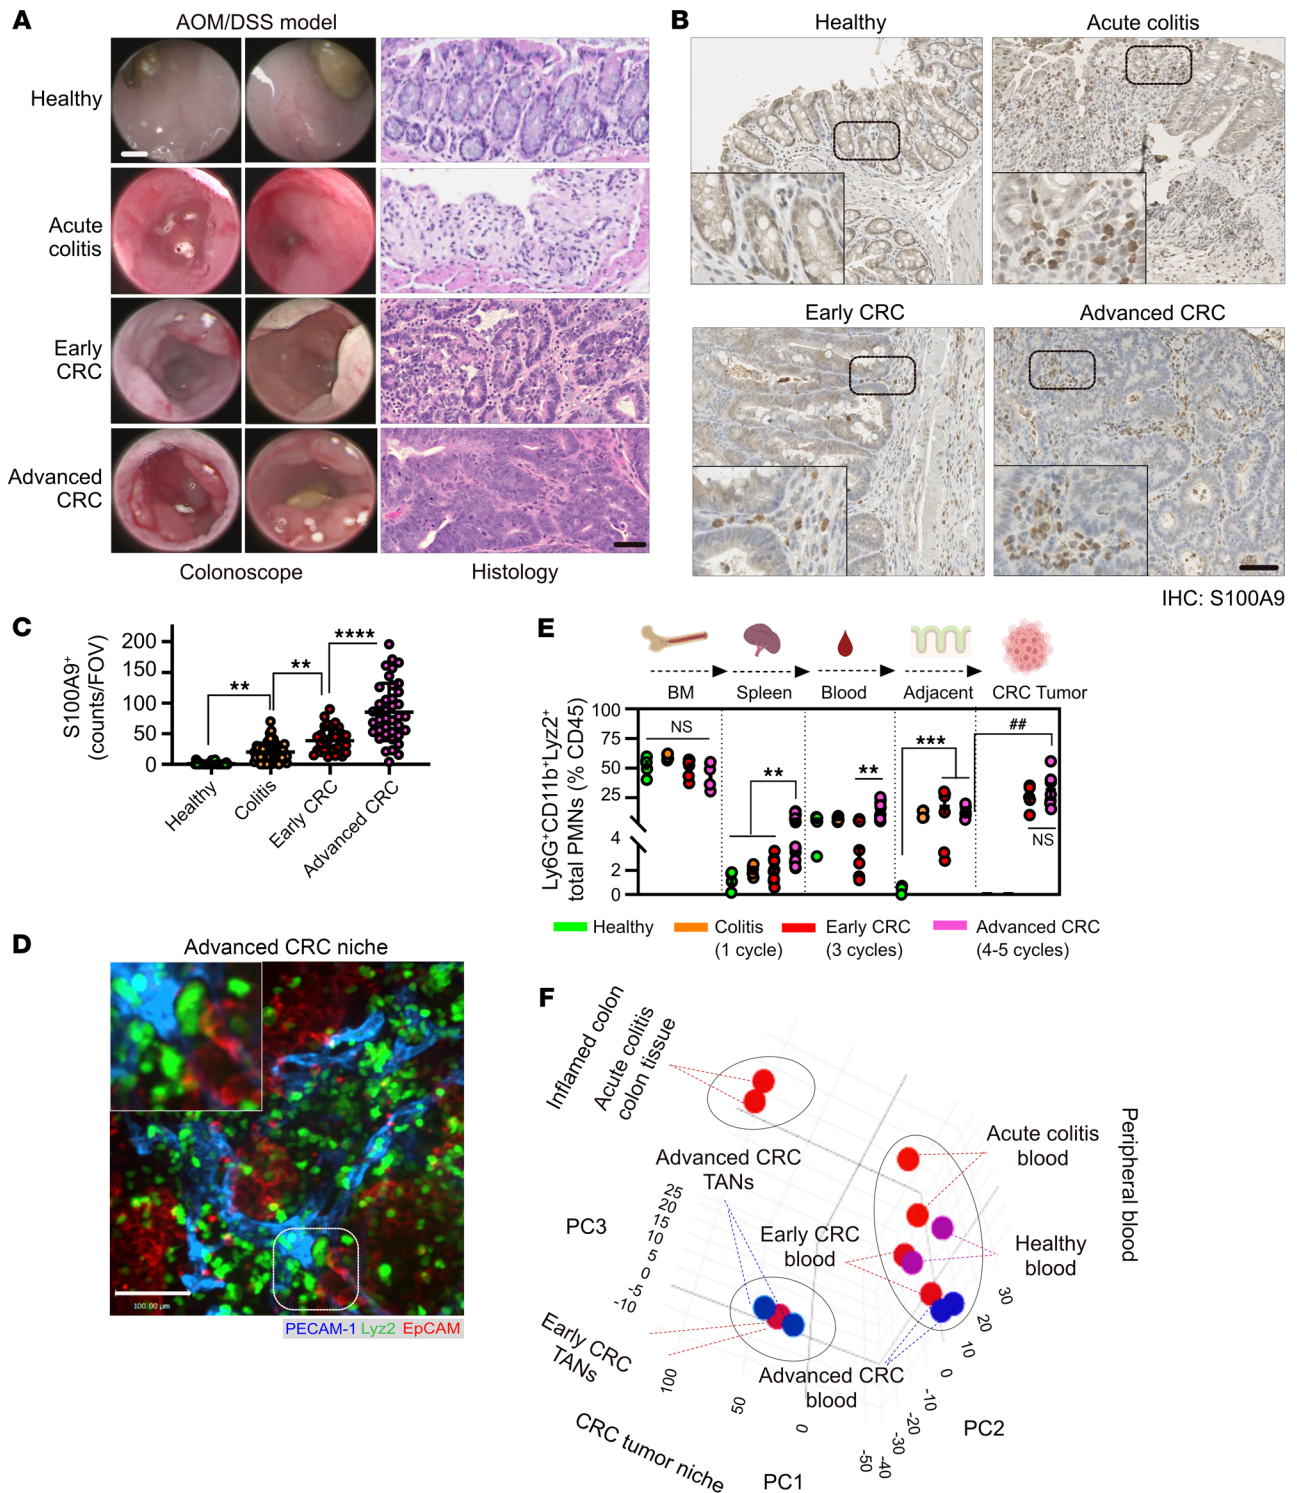 A
AOM/DSS model
Healthy
Acute
colitis
Early
CRC
Advanced
CRC
Colonoscope
Histology
B
Healthy
Acute colitis
Early CRC
Advanced CRC
IHC: S100A9
C
S100A9⁺
(counts/FOV)
200
150
100
50
0
**
**
****
Healthy
Colitis
Early CRC
Advanced CRC
E
BM
Spleen
Blood
Adjacent
CRC Tumor
Ly6G⁺CD11b⁺Lyz2⁺
total PMNs (% CD45)
100
75
50
25
4
2
0
NS
**
**
***
##
NS
Healthy
Colitis
(1 cycle)
Early CRC
(3 cycles)
Advanced CRC
(4-5 cycles)
D
Advanced CRC niche
100.00 µm
PECAM-1 Lyz2 EpCAM
F
Inflamed colon
Acute colitis
colon tissue
Advanced CRC
TANs
Early CRC
blood
Acute colitis
blood
Healthy
blood
Peripheral blood
Early CRC
TANs
Advanced CRC
blood
CRC tumor niche
PC3
25
20
15
10
5
0
-5
-10
PC1
100
50
0
-50
PC2
30
20
10
0
-10
-20
-30
-40